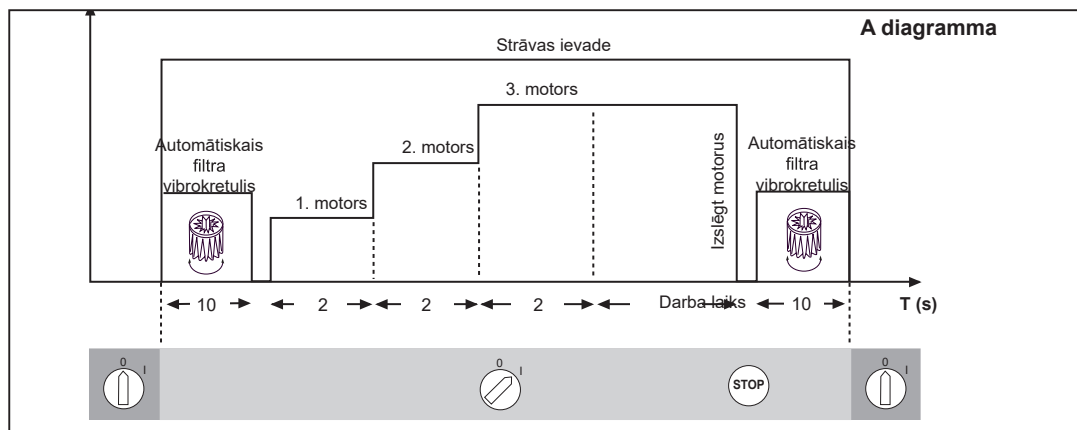 A diagramma
Strāvas ievade
3. motors
Automātiskais
filtra
vibrokretulis
2. motors
1. motors
Izslēgt motorus
Automātiskais
filtra
vibrokretulis
10
2
2
2
Darba laiks
10
T (s)
0
I
0
I
STOP
0
I